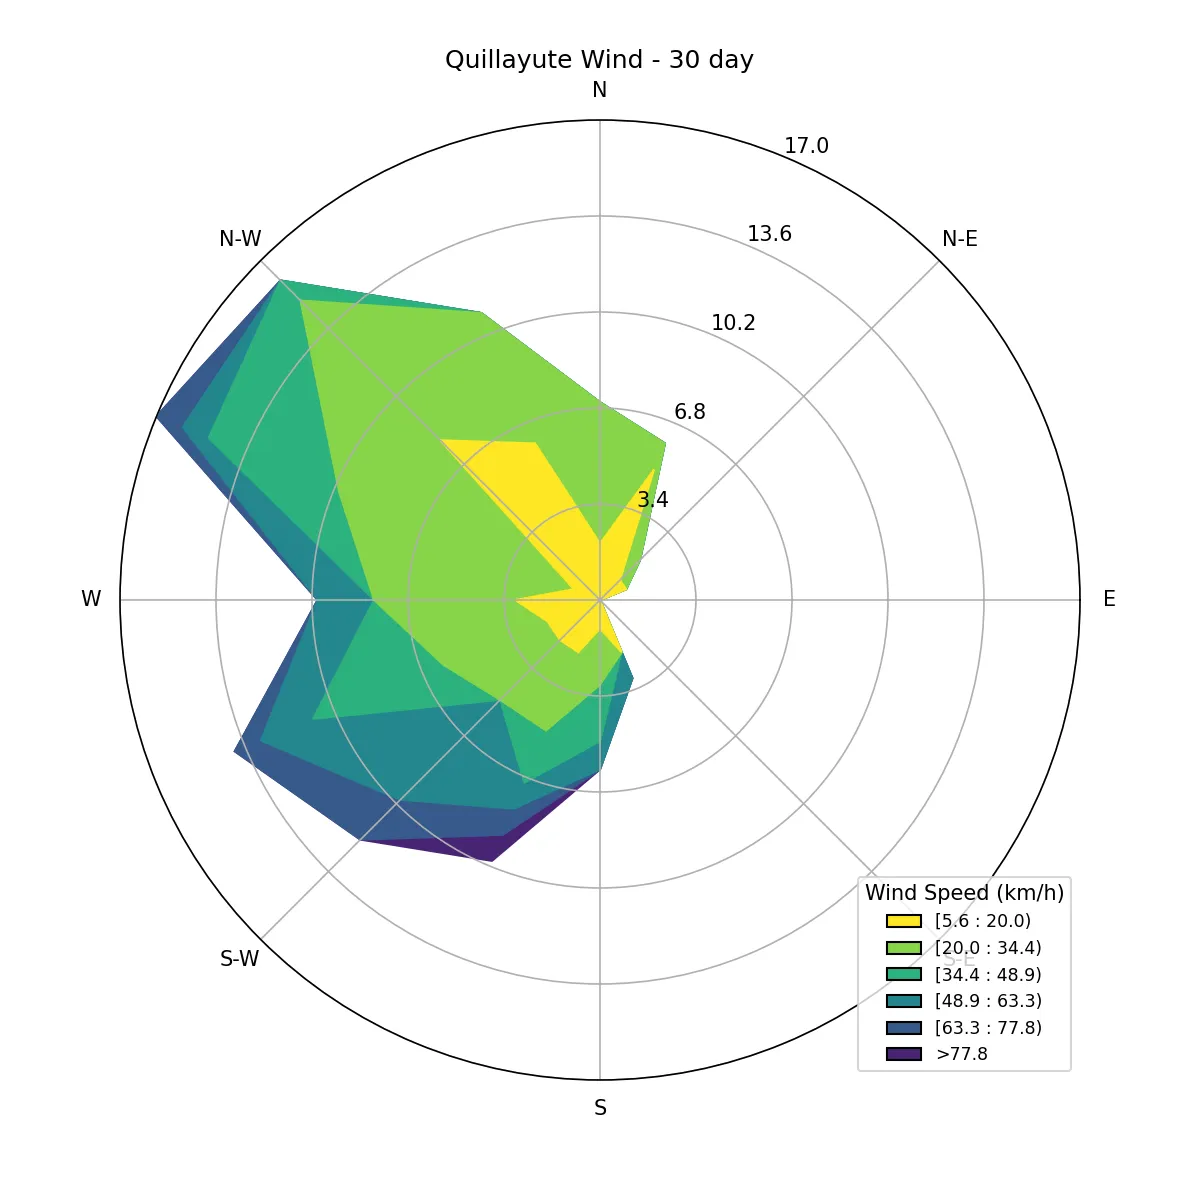 Quillayute Wind - 30 day
N
17.0
13.6
N-W
N-E
10.2
6.8
3.4
W
E
S-W
S-E
Wind Speed (km/h)
[5.6 : 20.0)
[20.0 : 34.4)
[34.4 : 48.9)
[48.9 : 63.3)
[63.3 : 77.8)
>77.8
S